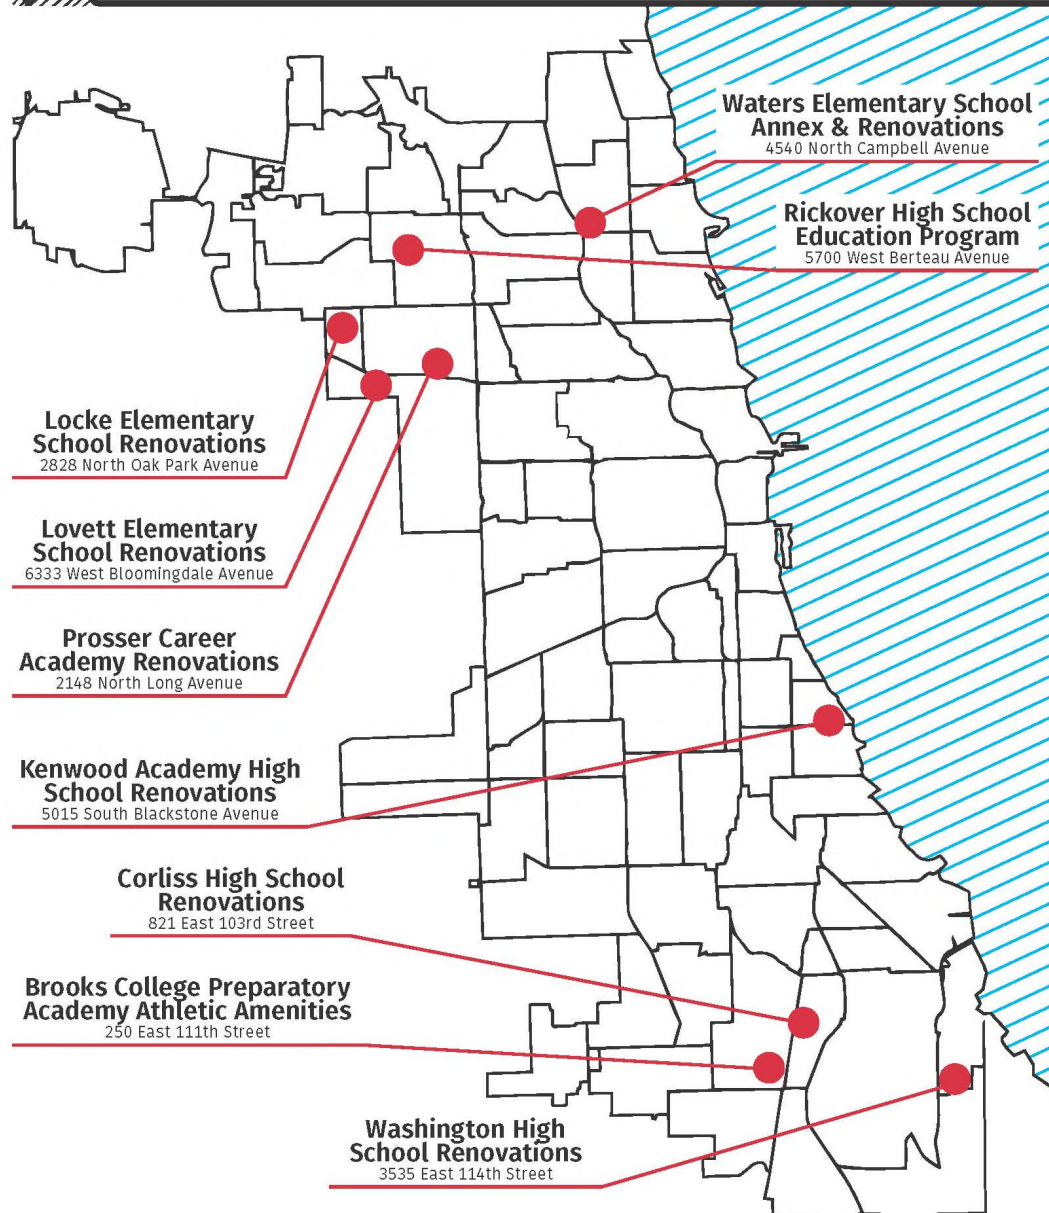 Waters Elementary School
Annex & Renovations
4540 North Campbell Avenue
Rickover High School
Education Program
5700 West Berteau Avenue
Locke Elementary
School Renovations
2828 North Oak Park Avenue
Lovett Elementary
School Renovations
6333 West Bloomingdale Avenue
Prosser Career
Academy Renovations
2148 North Long Avenue
Kenwood Academy High
School Renovations
5015 South Blackstone Avenue
Corliss High School
Renovations
821 East 103rd Street
Brooks College Preparatory
Academy Athletic Amenities
250 East 111th Street
Washington High
School Renovations
3535 East 114th Street